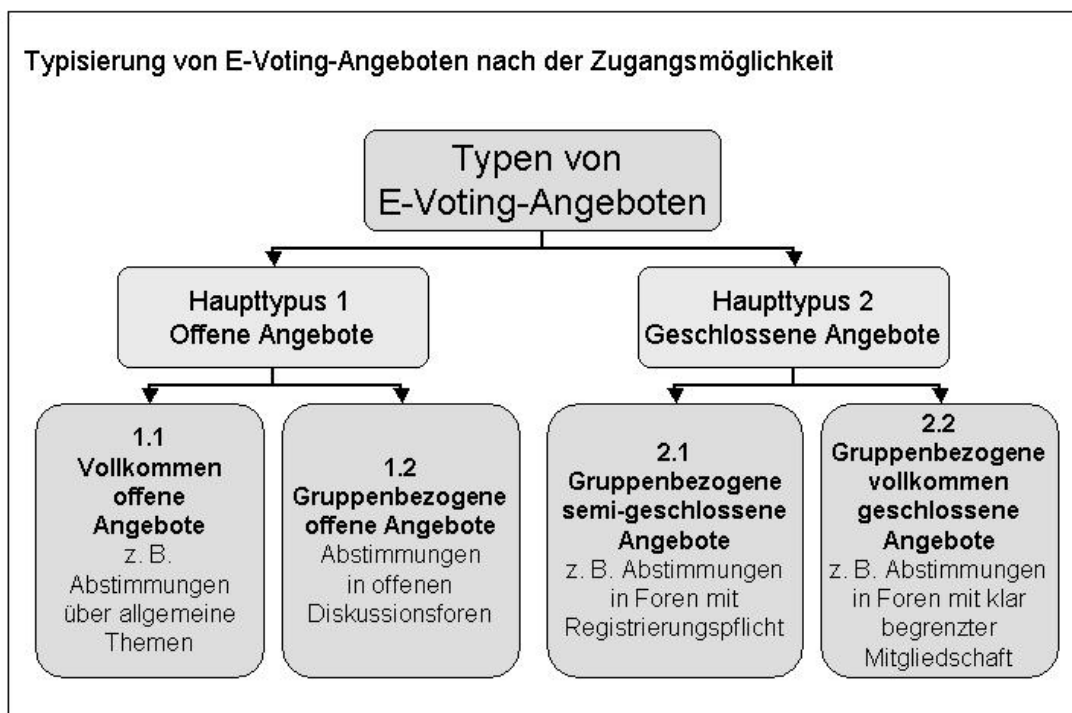 Typisierung von E-Voting-Angeboten nach der Zugangsmöglichkeit
Typen von
E-Voting-Angeboten
Haupttypus 1
Offene Angebote
Haupttypus 2
Geschlossene Angebote
1.1
Vollkommen
offene
Angebote
z. B.
Abstimmungen
über allgemeine
Themen
1.2
Gruppenbezogene
offene Angebote
Abstimmungen
in offenen
Diskussionsforen
2.1
Gruppenbezogene
semi-geschlossene
Angebote
z. B. Abstimmungen
in Foren mit
Registrierungspflicht
2.2
Gruppenbezogene
vollkommen
geschlossene
Angebote
z. B. Abstimmungen
in Foren mit klar
begrenzter
Mitgliedschaft